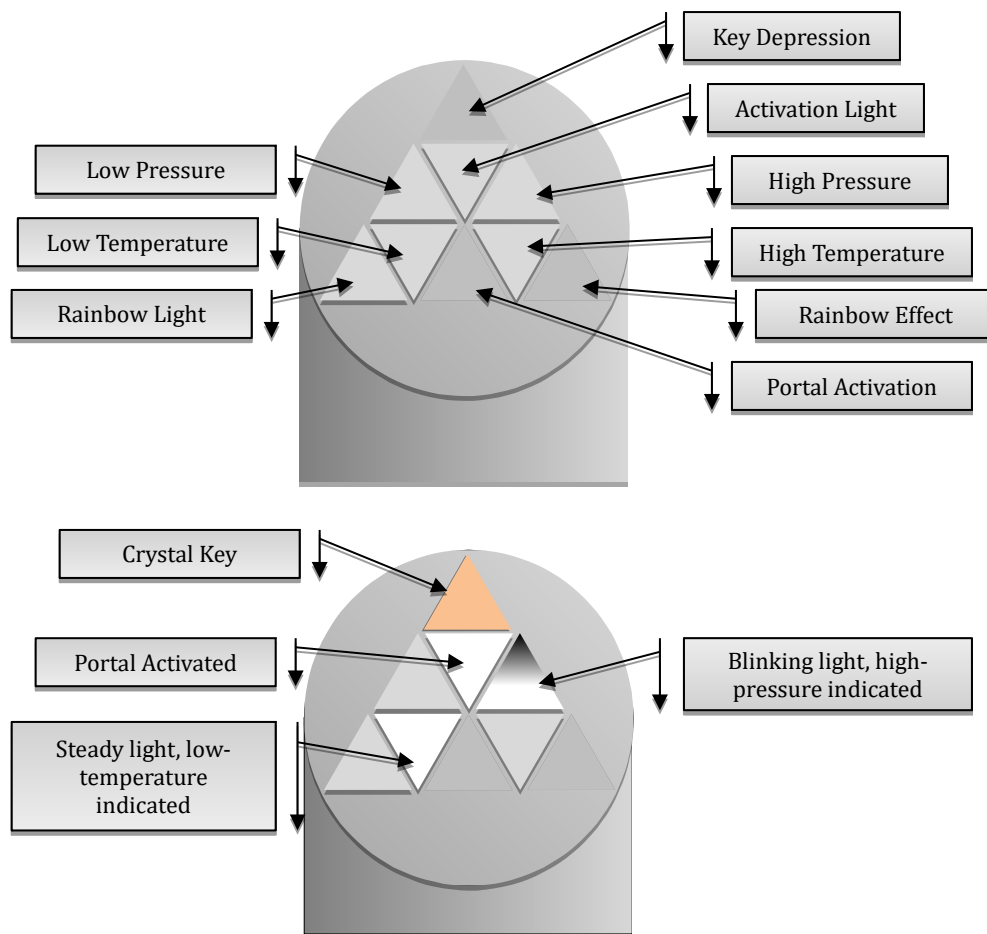 Key Depression
Activation Light
Low Pressure
High Pressure
Low Temperature
High Temperature
Rainbow Light
Rainbow Effect
Portal Activation
Crystal Key
Portal Activated
Blinking light, high-
pressure indicated
Steady light, low-
temperature
indicated